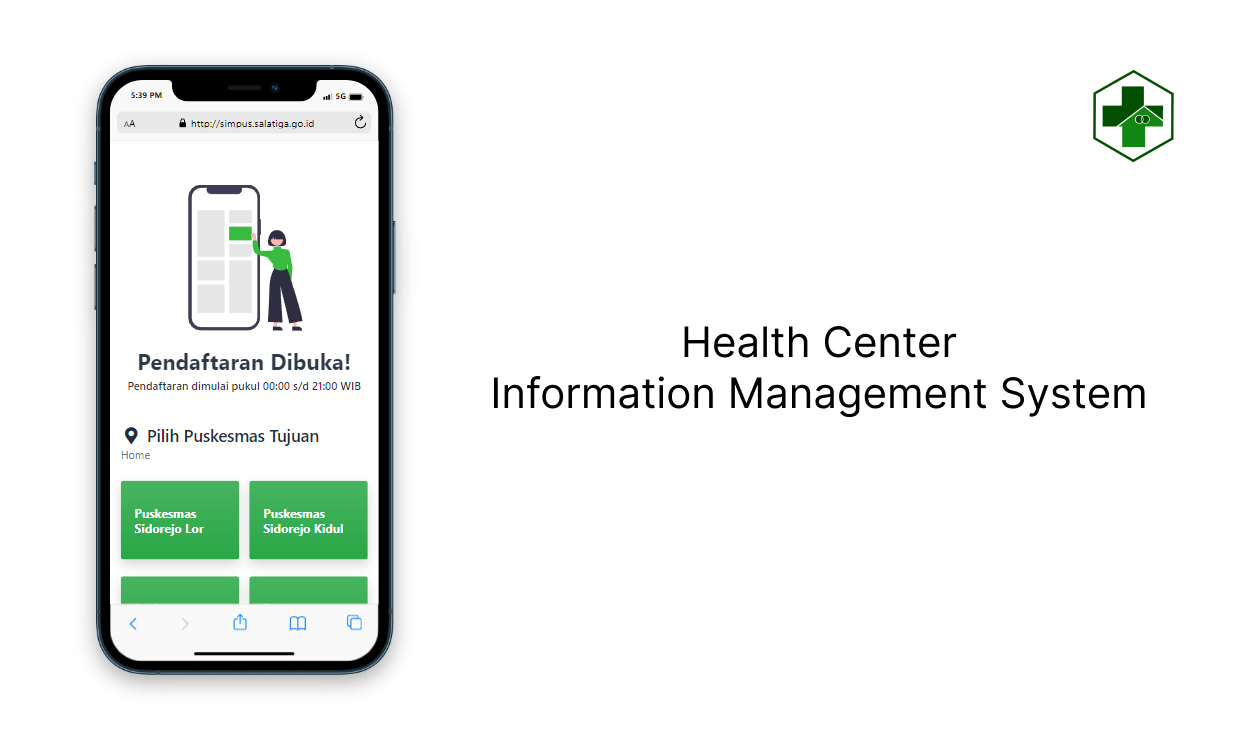 5:39 PM
5G
AA
http://simpus.salatiga.go.id
Pendaftaran Dibuka!
Pendaftaran dimulai pukul 00:00 s/d 21:00 WIB
Pilih Puskesmas Tujuan
Home
Puskesmas
Sidorejo Lor
Puskesmas
Sidorejo Kidul
Health Center
Information Management System